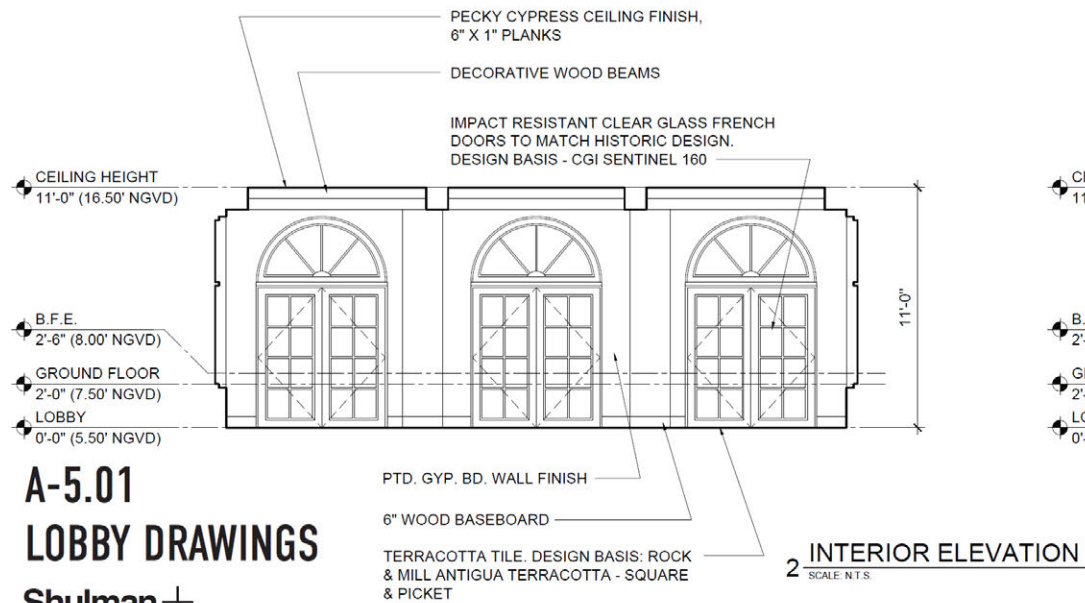 PECKY CYPRESS CEILING FINISH,
6" X 1" PLANKS
DECORATIVE WOOD BEAMS
IMPACT RESISTANT CLEAR GLASS FRENCH
DOORS TO MATCH HISTORIC DESIGN.
DESIGN BASIS - CGI SENTINEL 160
CEILING HEIGHT
11'-0" (16.50' NGVD)
B.F.E.
2'-6" (8.00' NGVD)
GROUND FLOOR
2'-0" (7.50' NGVD)
LOBBY
0'-0" (5.50' NGVD)
11'-0"
PTD. GYP. BD. WALL FINISH
6" WOOD BASEBOARD
TERRACOTTA TILE. DESIGN BASIS: ROCK
& MILL ANTIGUA TERRACOTTA - SQUARE
& PICKET
A-5.01
LOBBY DRAWINGS
Shulman +
2 INTERIOR ELEVATION
SCALE: N.T.S.